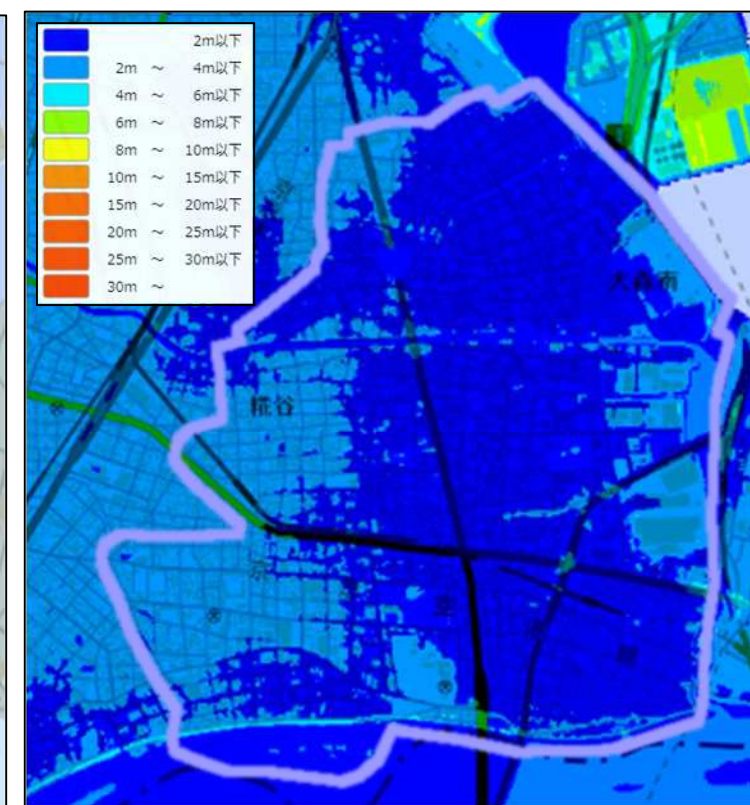 2m以下
2m ～ 4m以下
4m ～ 6m以下
6m ～ 8m以下
8m ～ 10m以下
10m ～ 15m以下
15m ～ 20m以下
20m ～ 25m以下
25m ～ 30m以下
30m ～
大森南
糀谷